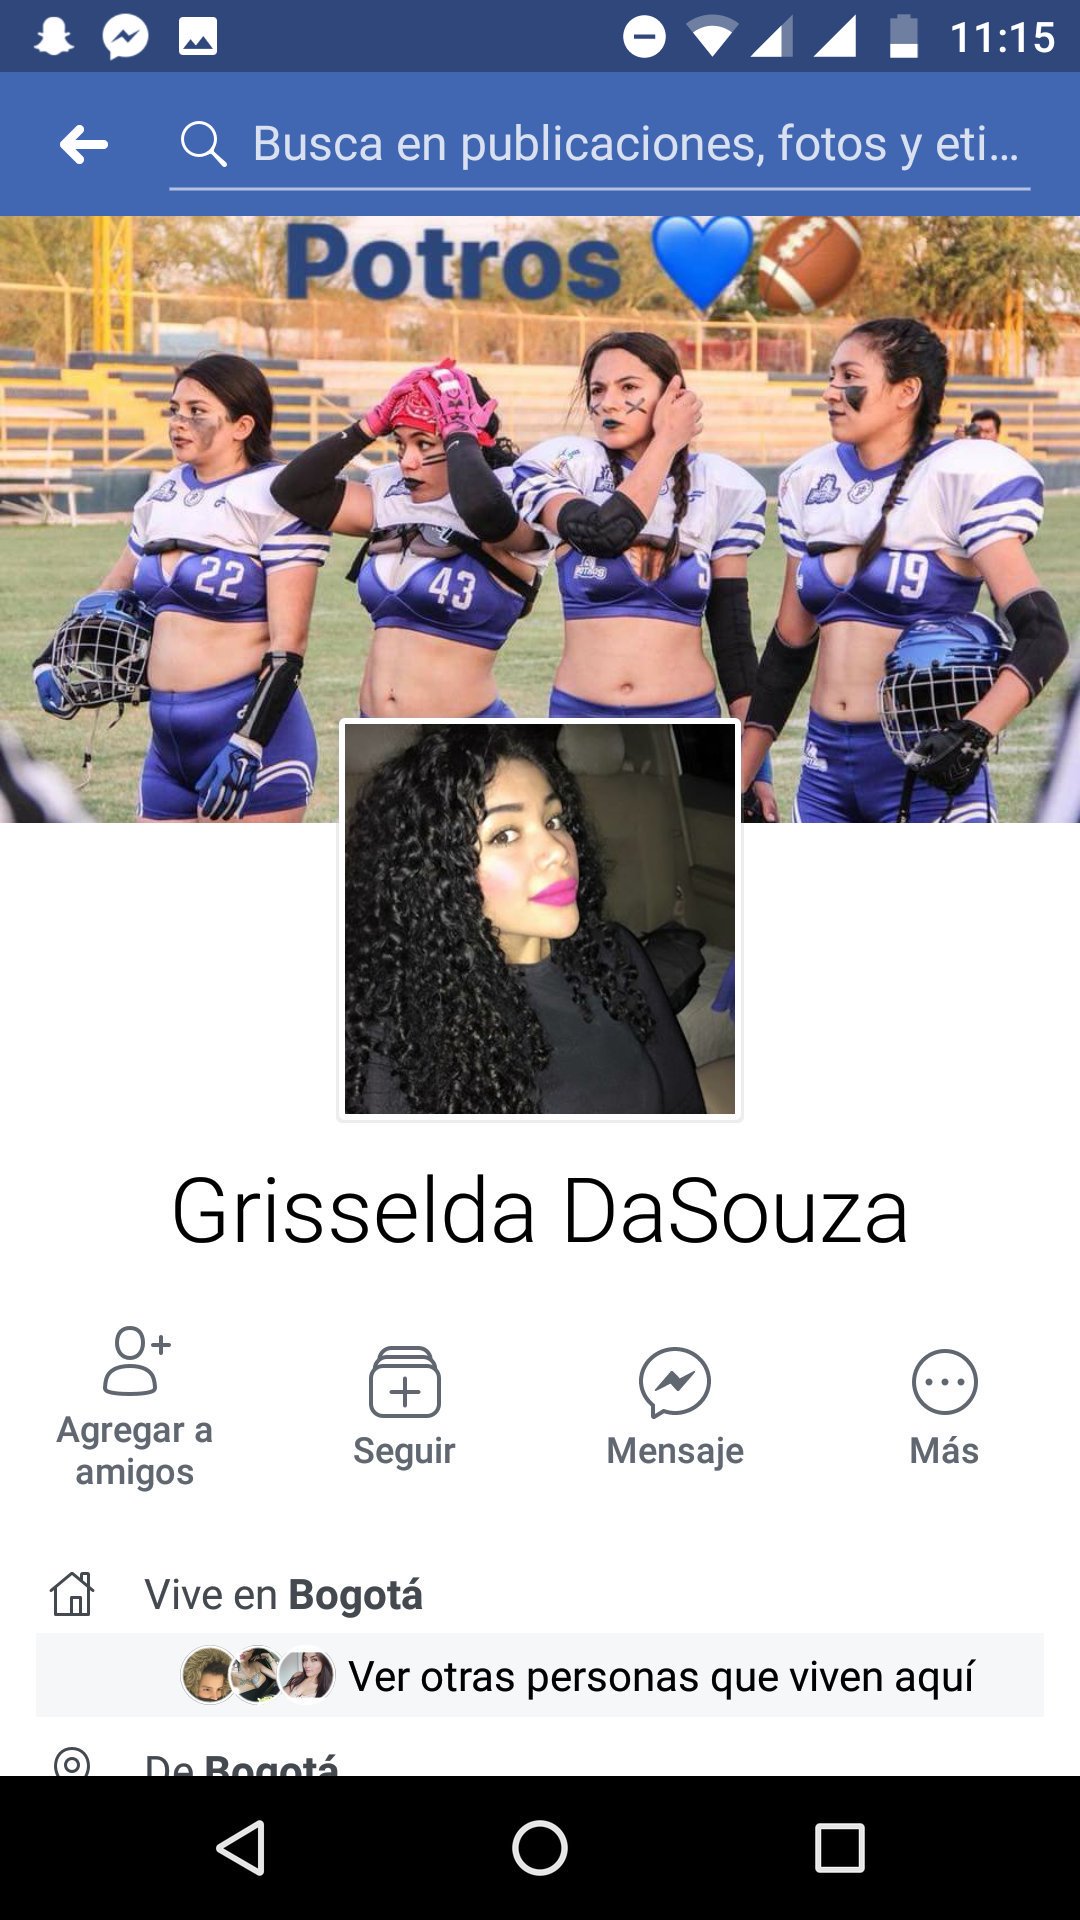 11:15
Busca en publicaciones, fotos y eti...
Potros 💙🏈
22
43
POTROS
S
19
Grisselda DaSouza
Agregar a
amigos
Seguir
Mensaje
Más
Vive en Bogotá
Ver otras personas que viven aquí
De Bogotá